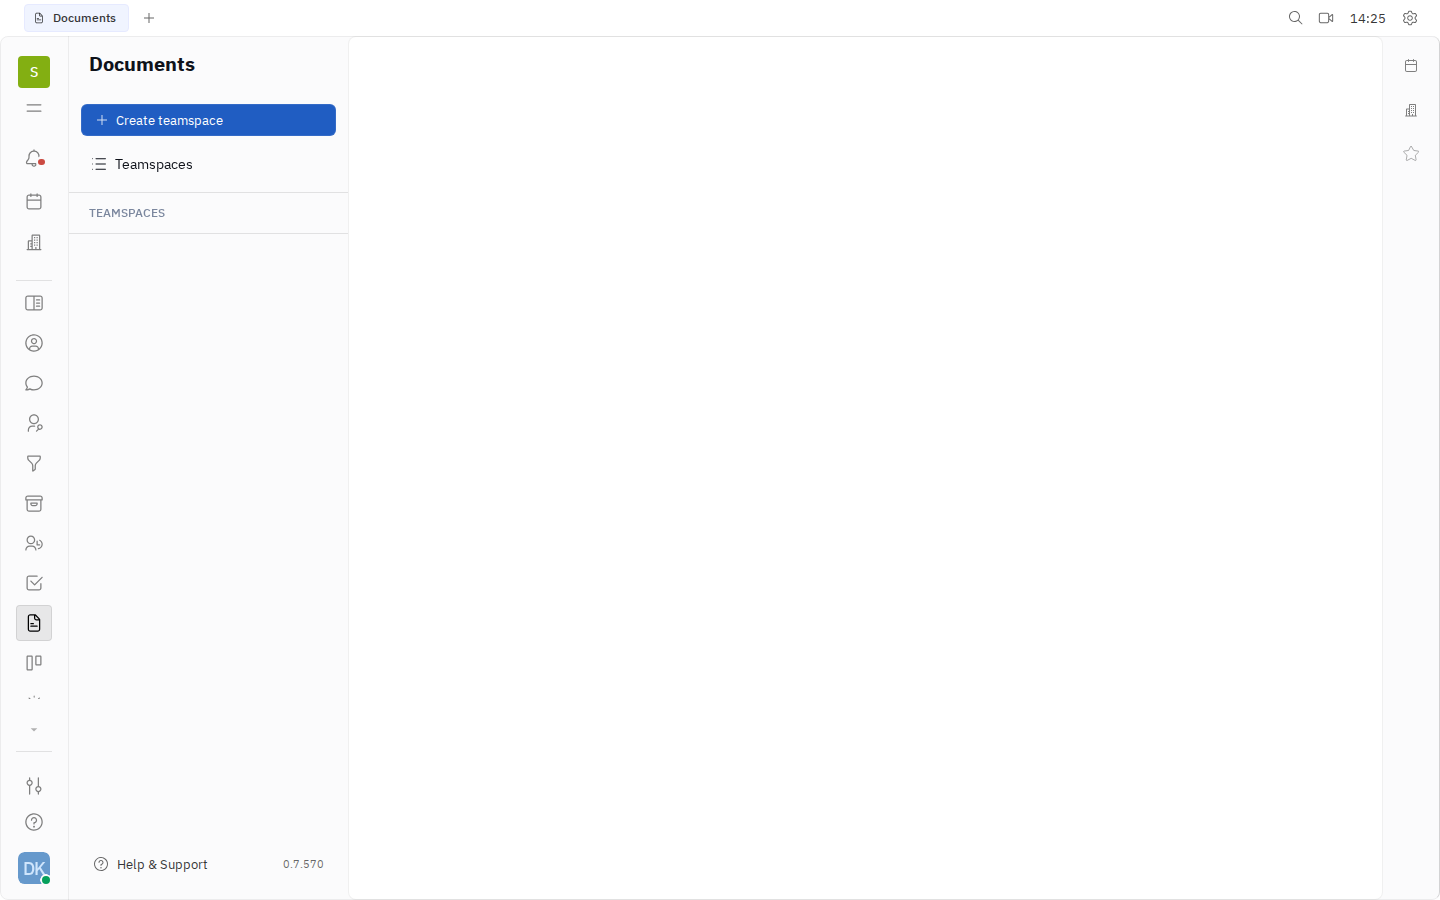 Documents
14:25
S
Documents
Create teamspace
Teamspaces
TEAMSPACES
Help & Support
0.7.570
DK